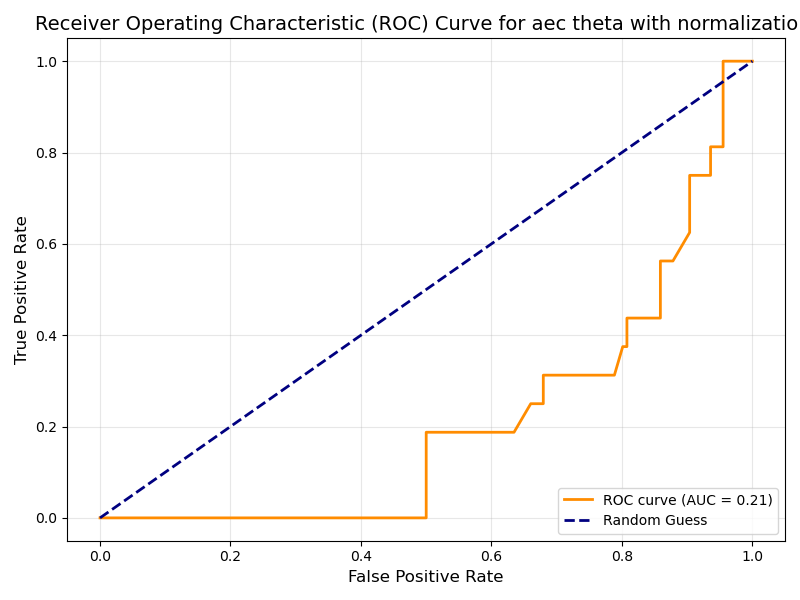 Receiver Operating Characteristic (ROC) Curve for aec theta with normalizatio
1.0
0.8
0.6
0.4
0.2
0.0
True Positive Rate
ROC curve (AUC = 0.21)
Random Guess
0.0 0.2 0.4 0.6 0.8 1.0
False Positive Rate